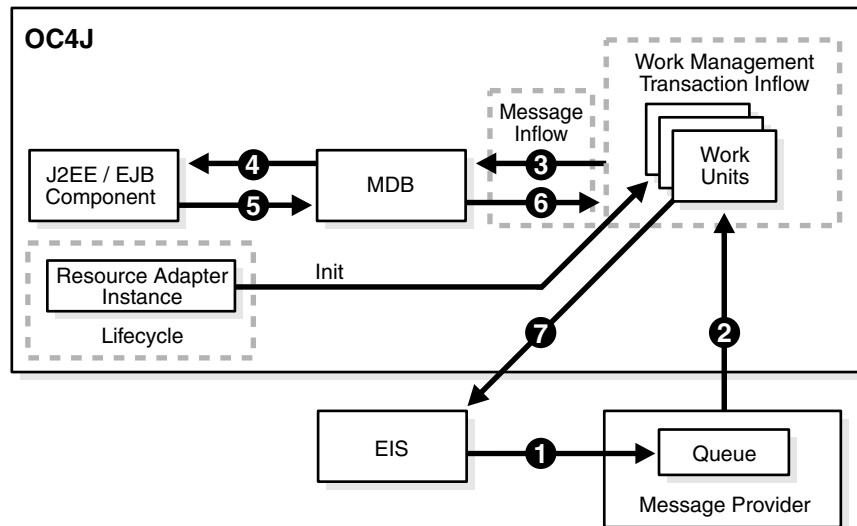 OC4J
Work Management
Transaction Inflow
Message
Inflow
Work
Units
3
4
J2EE / EJB
Component
MDB
5
6
Resource Adapter
Instance
Init
Lifecycle
7
2
EIS
1
Queue
Message Provider